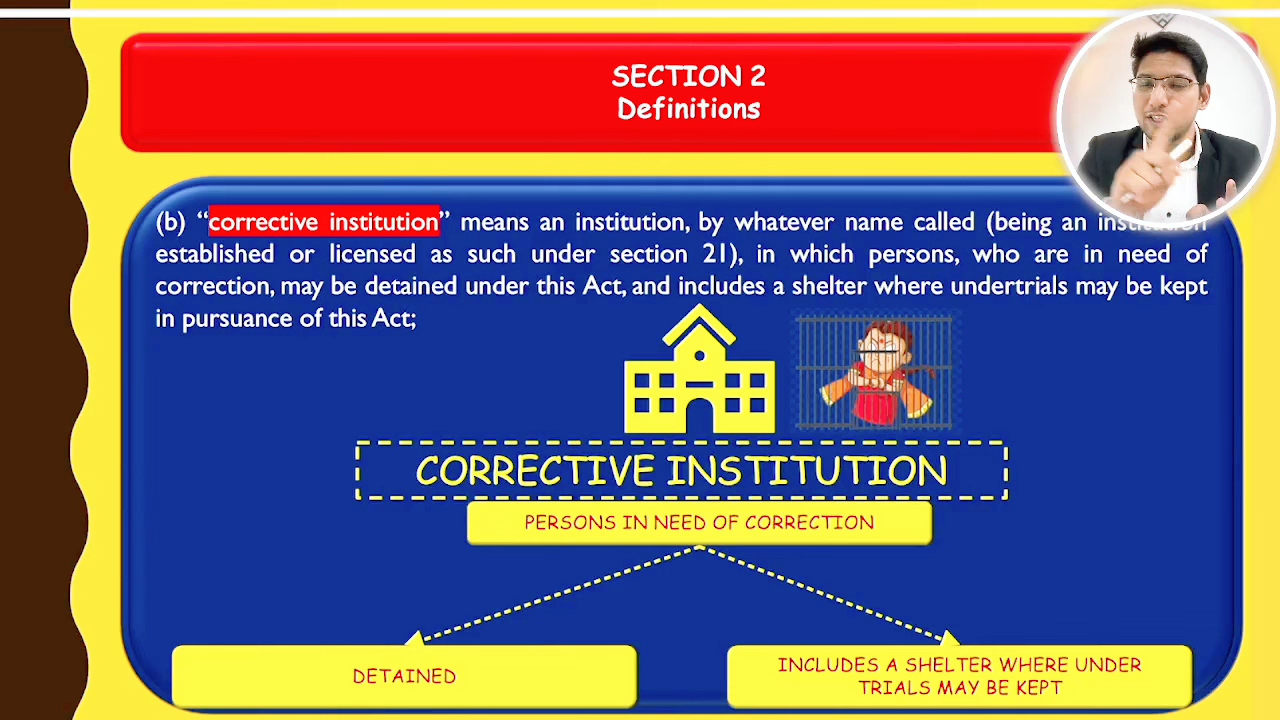 SECTION 2
Definitions
(b) “corrective institution” means an institution, by whatever name called (being an institution
established or licensed as such under section 21), in which persons, who are in need of
correction, may be detained under this Act, and includes a shelter where undertrials may be kept
in pursuance of this Act;
CORRECTIVE INSTITUTION
PERSONS IN NEED OF CORRECTION
DETAINED
INCLUDES A SHELTER WHERE UNDER
TRIALS MAY BE KEPT